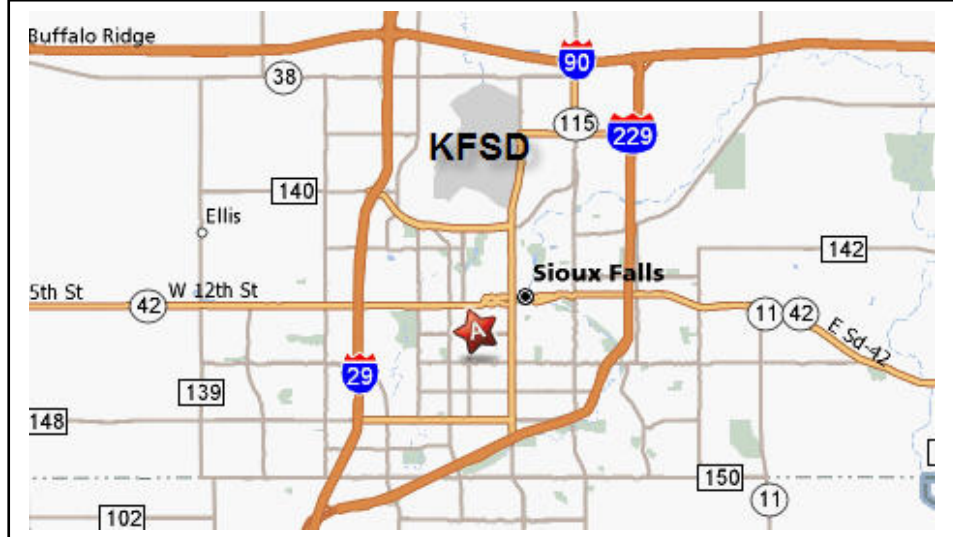 Buffalo Ridge
90
38
115
KFSD
229
140
Ellis
142
Sioux Falls
5th St
42
W 12th St
11
42
A
E Sd-42
29
139
148
150
11
102